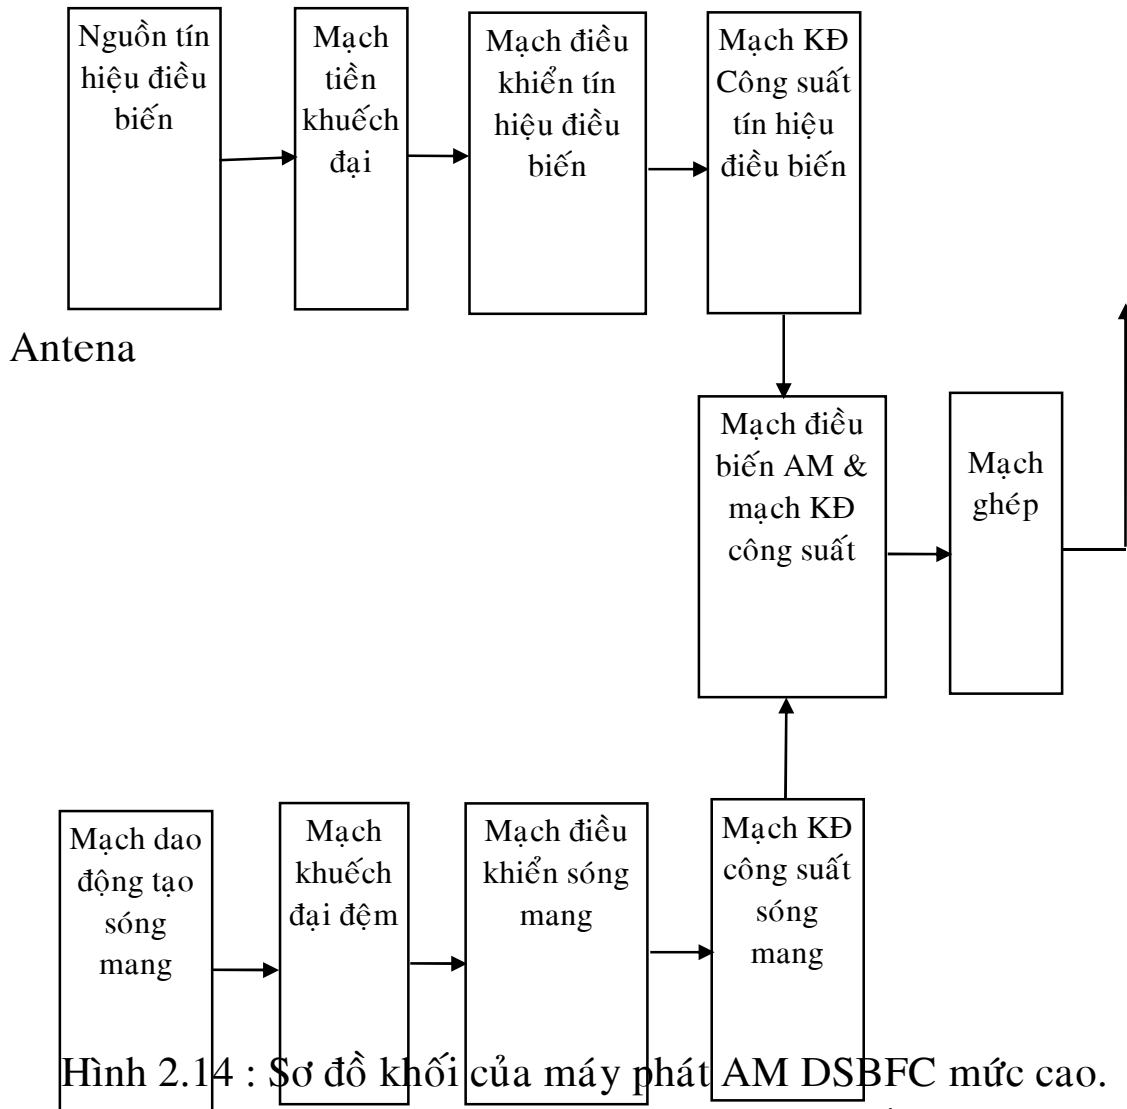 Nguồn tín
hiệu điều
biến
Mạch
tiền
khuếch
đại
Mạch điều
khiển tín
hiệu điều
biến
Mạch KĐ
Công suất
tín hiệu
điều biến
Antena
Mạch điều
biến AM &
mạch KĐ
công suất
Mạch
ghép
Mạch dao
động tạo
sóng
mang
Mạch
khuếch
đại đệm
Mạch điều
khiển sóng
mang
Mạch KĐ
công suất
sóng
mang
Hình 2.14 : Sơ đồ khối của máy phát AM DSBFC mức cao.